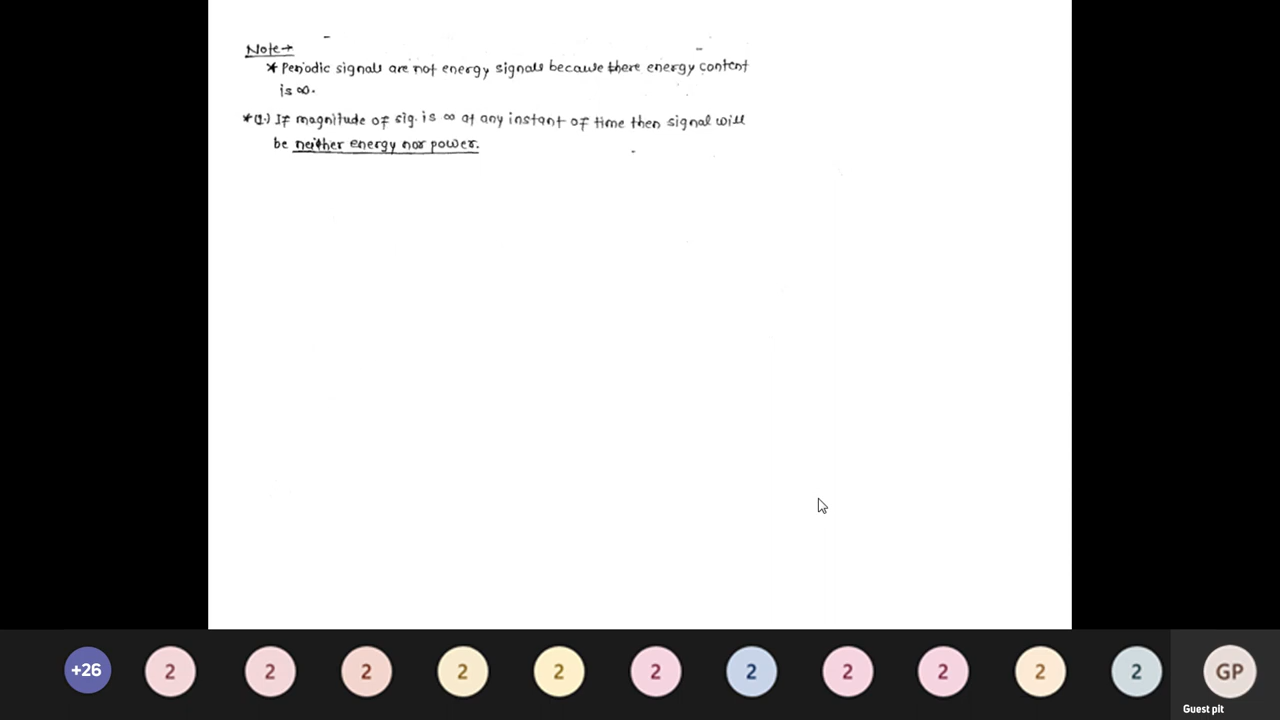 Note→
* Periodic signals are not energy signals because there energy content
is ∞.
*(1.) If magnitude of sig. is ∞ at any instant of time then signal will
be neither energy nor power.
+26
2
2
2
2
2
2
2
2
2
2
2
GP
Guest plt